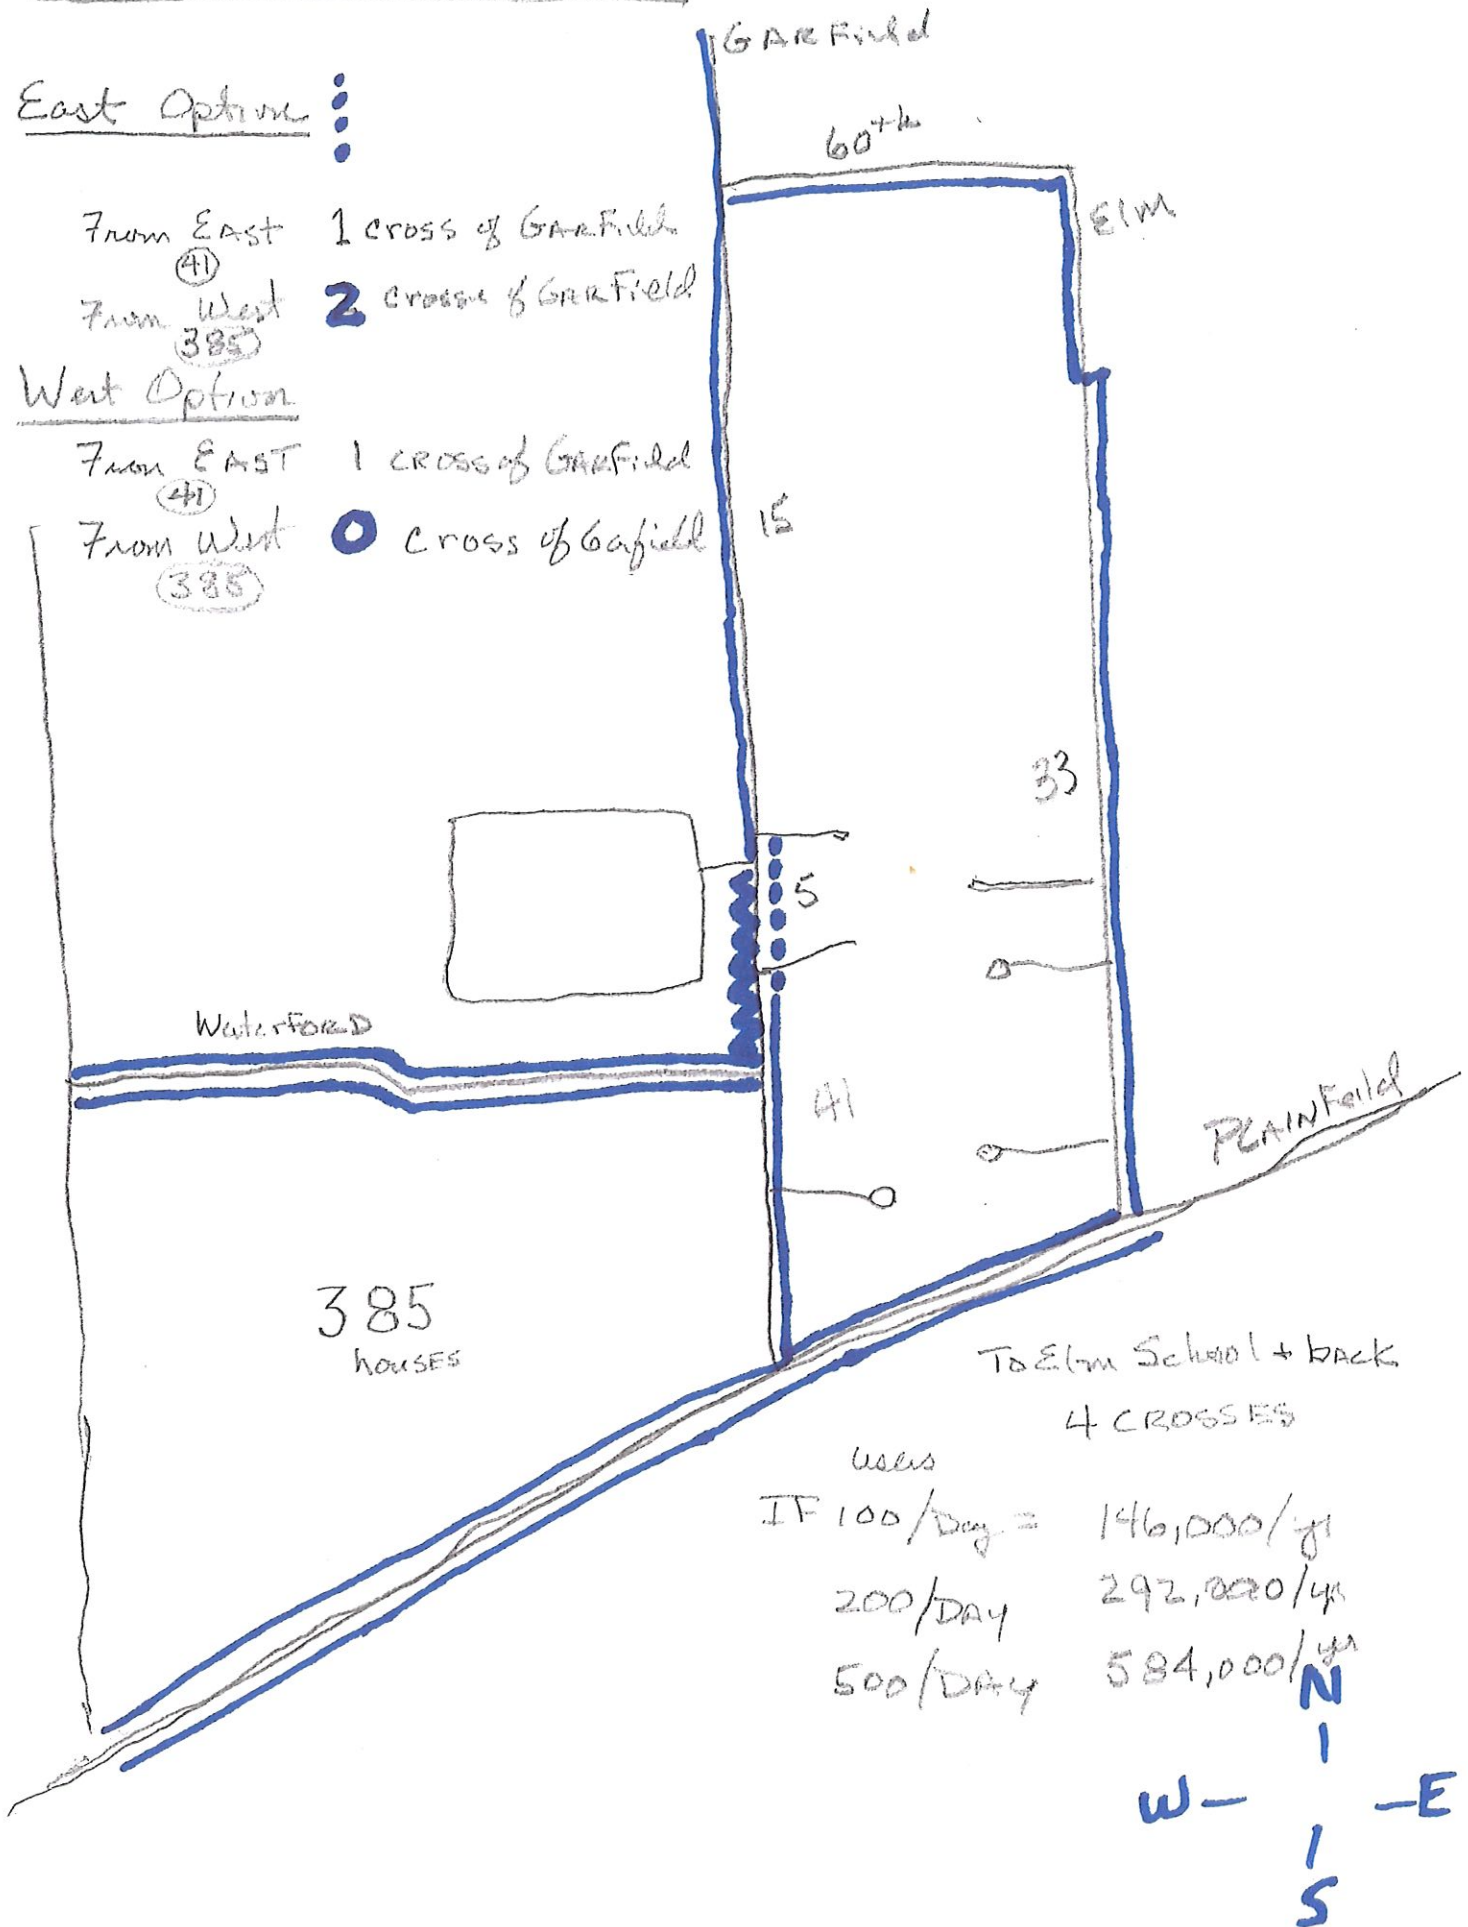 GARField
East Option
60th
Elm
From EAst 1 cross of GARField
41
From West 2 crosses of GARField
385
West Option
From EAST 1 CROSS of GARField
41
From West 0 cross of Gafield
385
15
33
5
WaterFORD
41
PLAINFeild
385
houses
To Elm School + back
4 CROSSES
users
IF 100/Day = 146,000/yr
200/DAY 292,000/yr
500/DAY 584,000/yr
N
W - - E
S